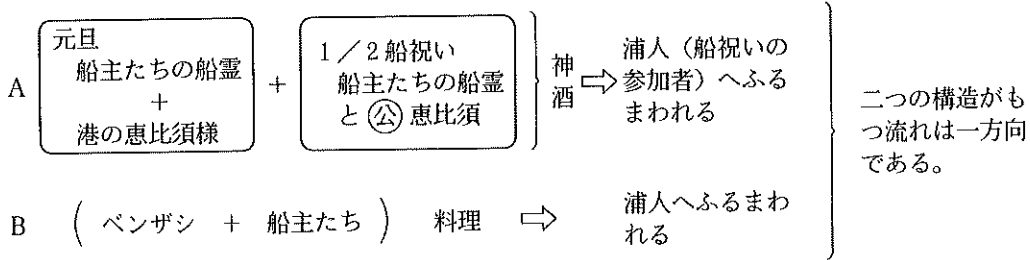 A
元旦
船主たちの船霊
+
港の恵比須様
+
1／2船祝い
船主たちの船霊
と㊥恵比須
神酒
⇨
浦人（船祝いの
参加者）へふる
まわれる
B
（ ベンザシ + 船主たち ） 料理 ⇨
浦人へふるまわ
れる
二つの構造がも
つ流れは一方向
である。